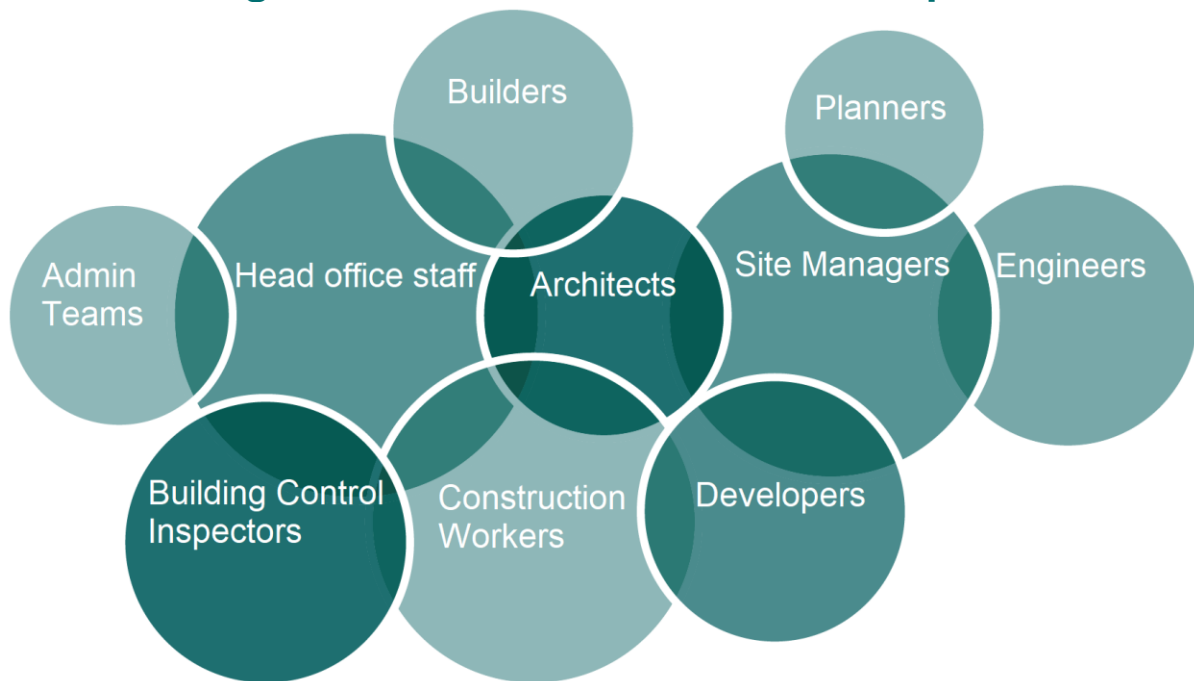 Builders
Planners
Admin
Teams
Head office staff
Architects
Site Managers
Engineers
Building Control
Inspectors
Construction
Workers
Developers